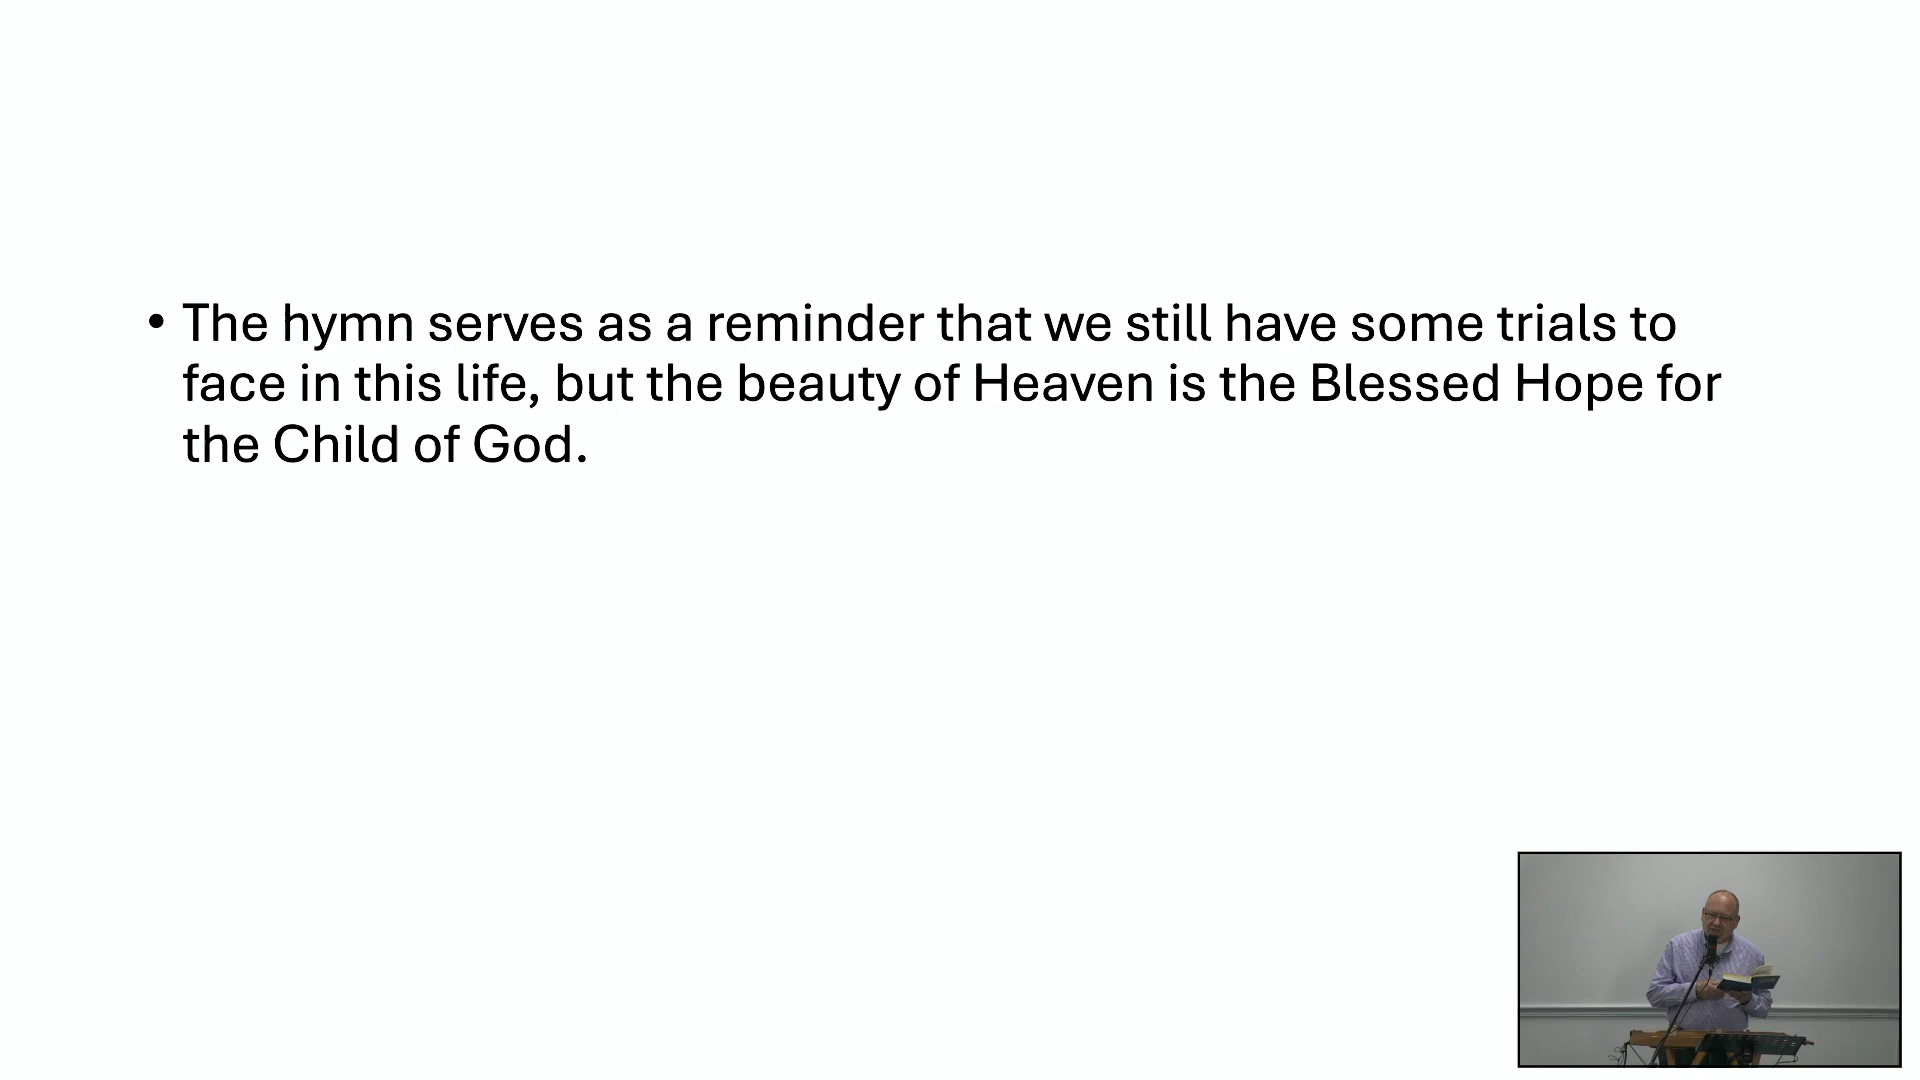 • The hymn serves as a reminder that we still have some trials to
face in this life, but the beauty of Heaven is the Blessed Hope for
the Child of God.